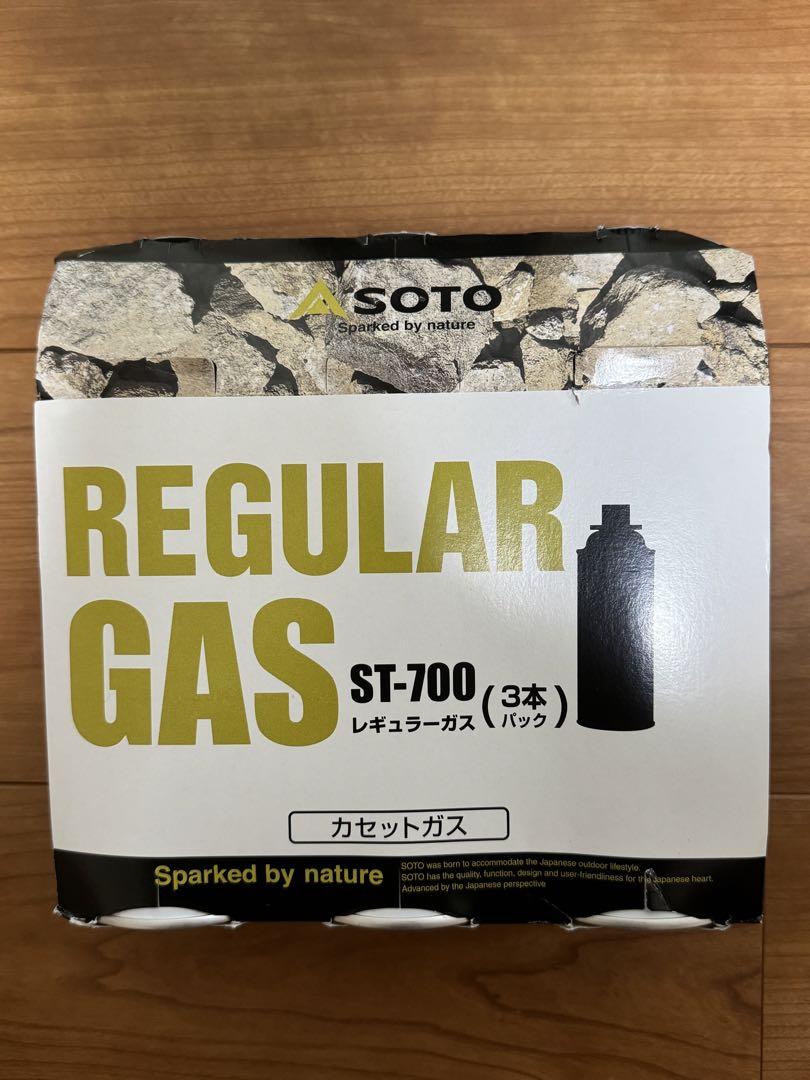 SOTO
Sparked by nature
REGULAR
GAS
ST-700
レギュラーガス
(3本パック)
カセットガス
Sparked by nature
SOTO was born to accommodate the Japanese outdoor lifestyle.
SOTO has the quality, function, design and user-friendliness for the Japanese heart.
Advanced by the Japanese perspective